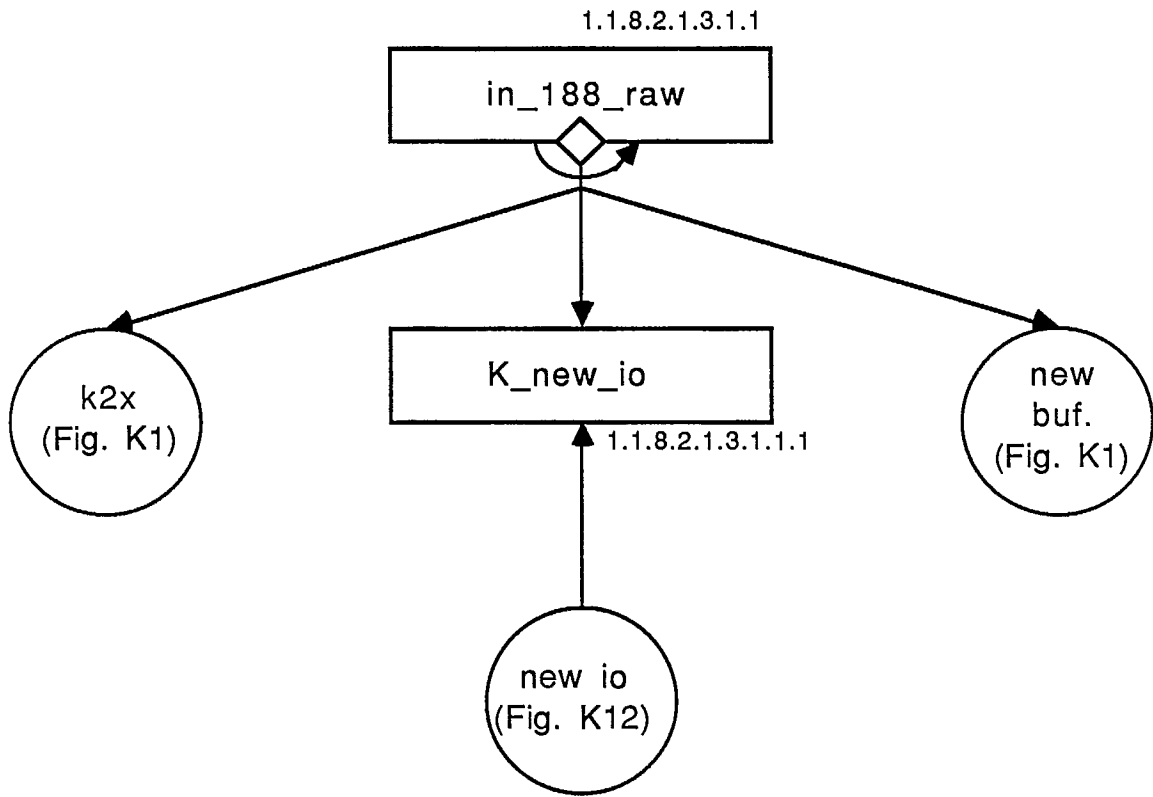 1.1.8.2.1.3.1.1
in_188_raw
K_new_io
1.1.8.2.1.3.1.1.1
k2x
(Fig. K1)
new
buf.
(Fig. K1)
new io
(Fig. K12)